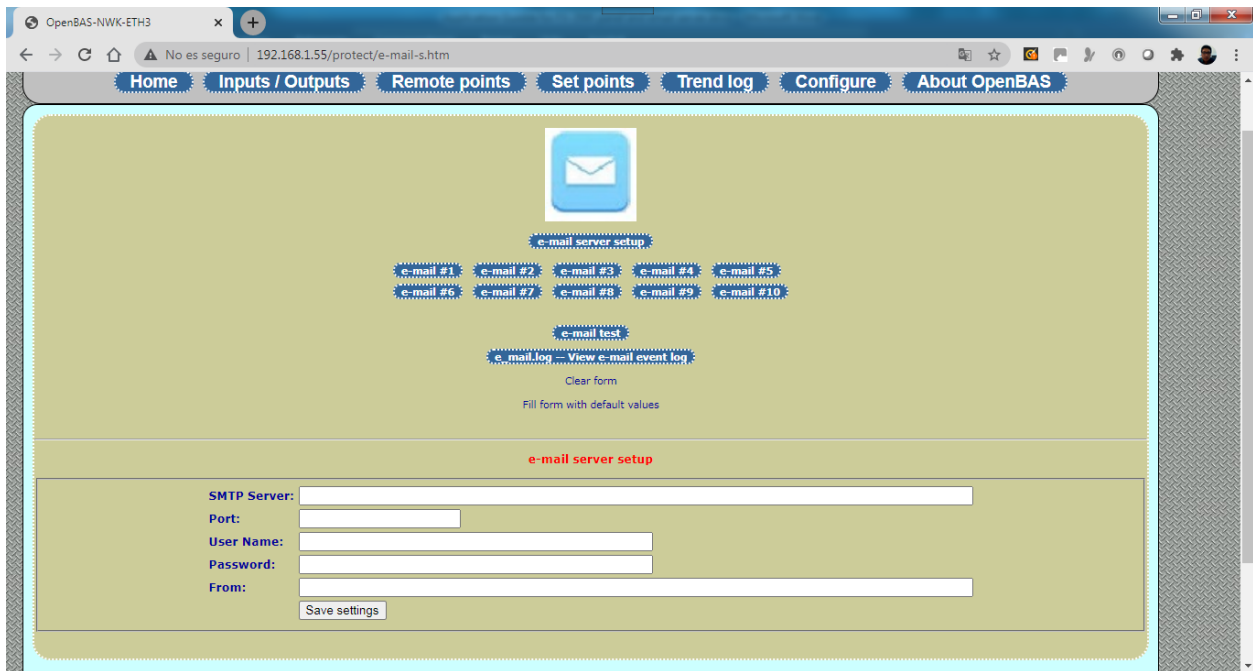 OpenBAS-NWK-ETH3
No es seguro | 192.168.1.55/protect/e-mail-s.htm
Home Inputs / Outputs Remote points Set points Trend log Configure About OpenBAS
e-mail server setup
e-mail #1 e-mail #2 e-mail #3 e-mail #4 e-mail #5
e-mail #6 e-mail #7 e-mail #8 e-mail #9 e-mail #10
e-mail test
e_mail.log — View e-mail event log
Clear form
Fill form with default values
e-mail server setup
SMTP Server:
Port:
User Name:
Password:
From:
Save settings